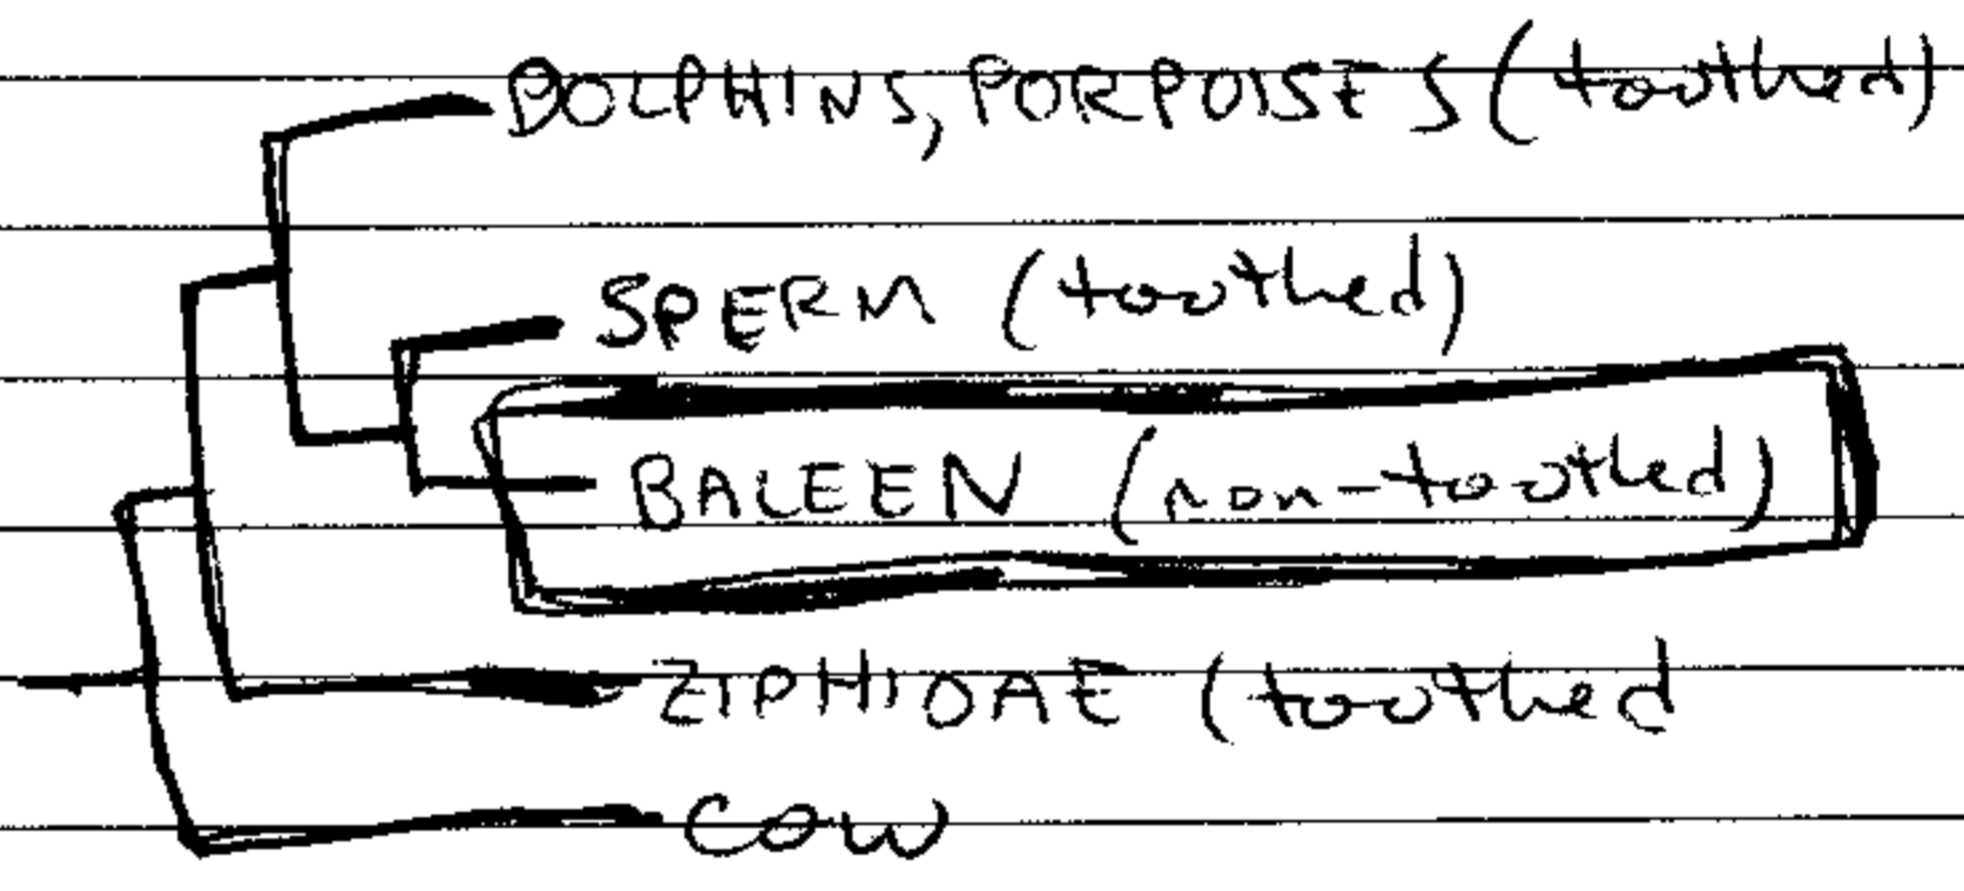 DOLPHINS, PORPOISES (toothed)
SPERM (toothed)
BALEEN (non-toothed)
ZIPHIDAE (toothed
COW